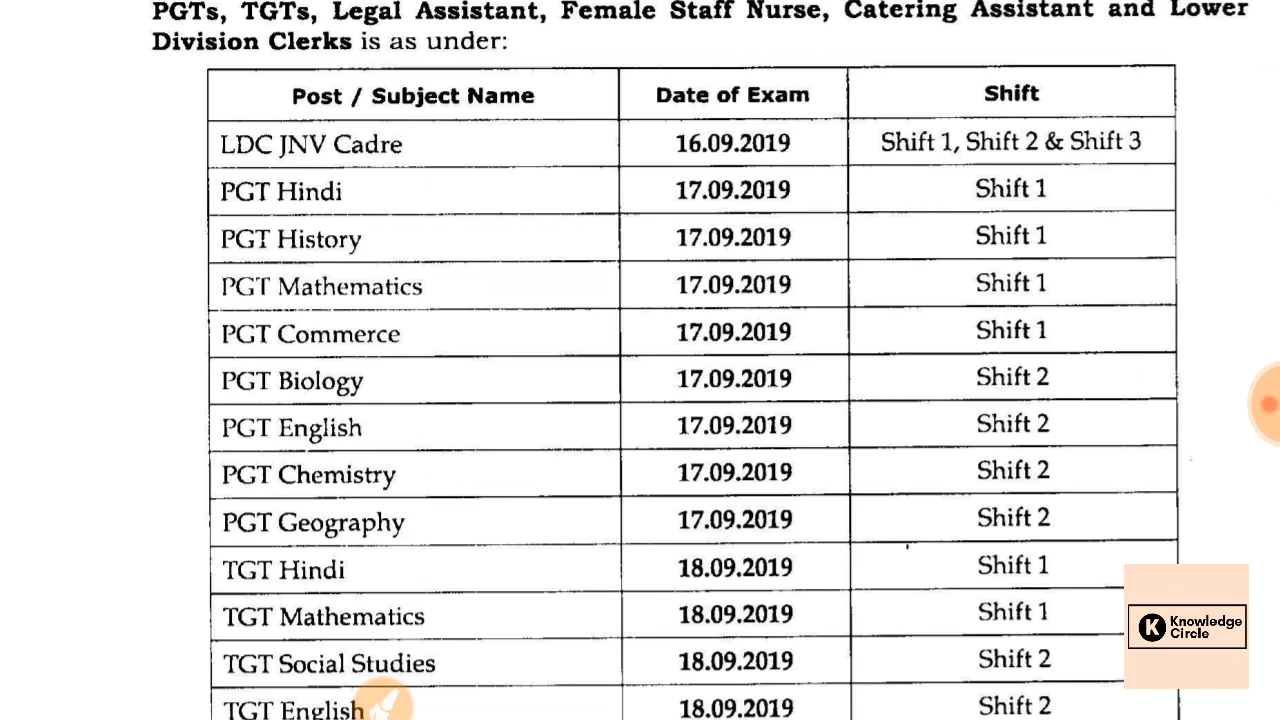 PGTs, TGTs, Legal Assistant, Female Staff Nurse, Catering Assistant and Lower
Division Clerks is as under:
Post / Subject Name Date of Exam Shift
LDC JNV Cadre 16.09.2019 Shift 1, Shift 2 & Shift 3
PGT Hindi 17.09.2019 Shift 1
PGT History 17.09.2019 Shift 1
PGT Mathematics 17.09.2019 Shift 1
PGT Commerce 17.09.2019 Shift 1
PGT Biology 17.09.2019 Shift 2
PGT English 17.09.2019 Shift 2
PGT Chemistry 17.09.2019 Shift 2
PGT Geography 17.09.2019 Shift 2
TGT Hindi 18.09.2019 Shift 1
TGT Mathematics 18.09.2019 Shift 1
K Knowledge
Circle
TGT Social Studies 18.09.2019 Shift 2
TGT English 18.09.2019 Shift 2